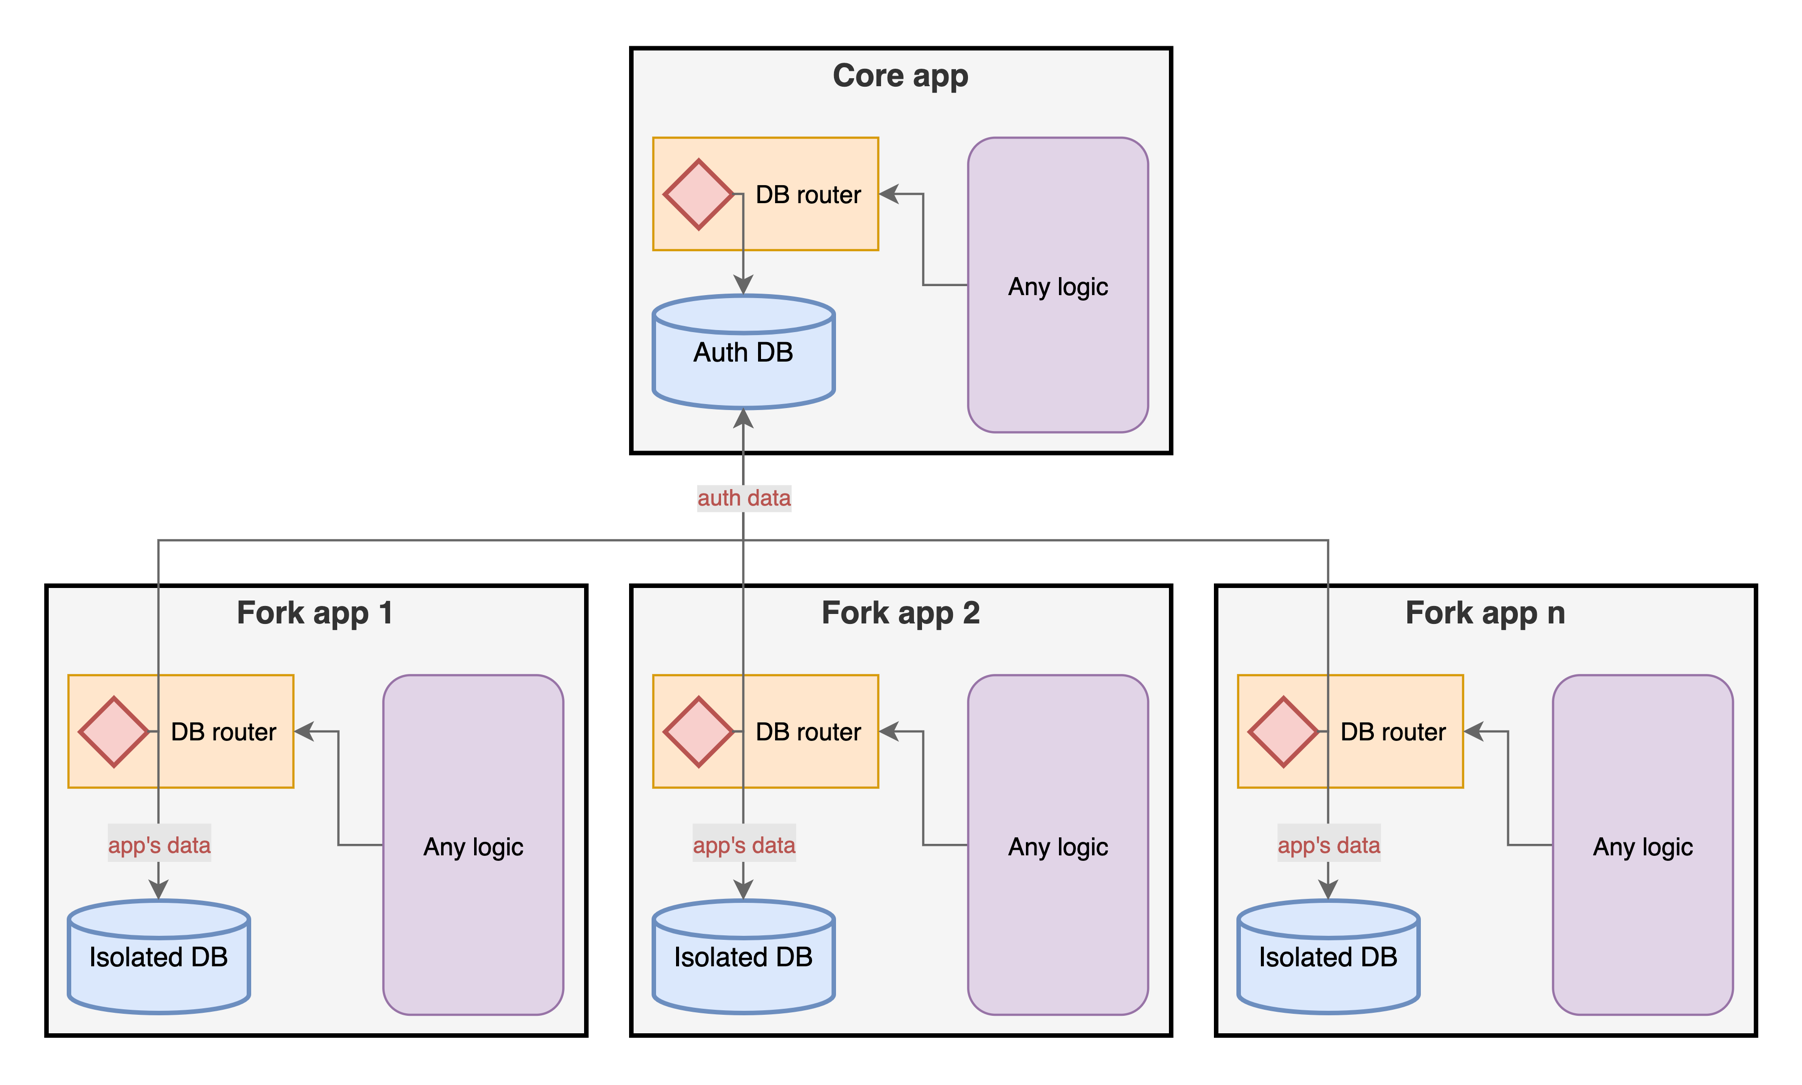 Core app
DB router
Any logic
Auth DB
auth data
Fork app 1
DB router
app's data
Any logic
Isolated DB
Fork app 2
DB router
app's data
Any logic
Isolated DB
Fork app n
DB router
app's data
Any logic
Isolated DB